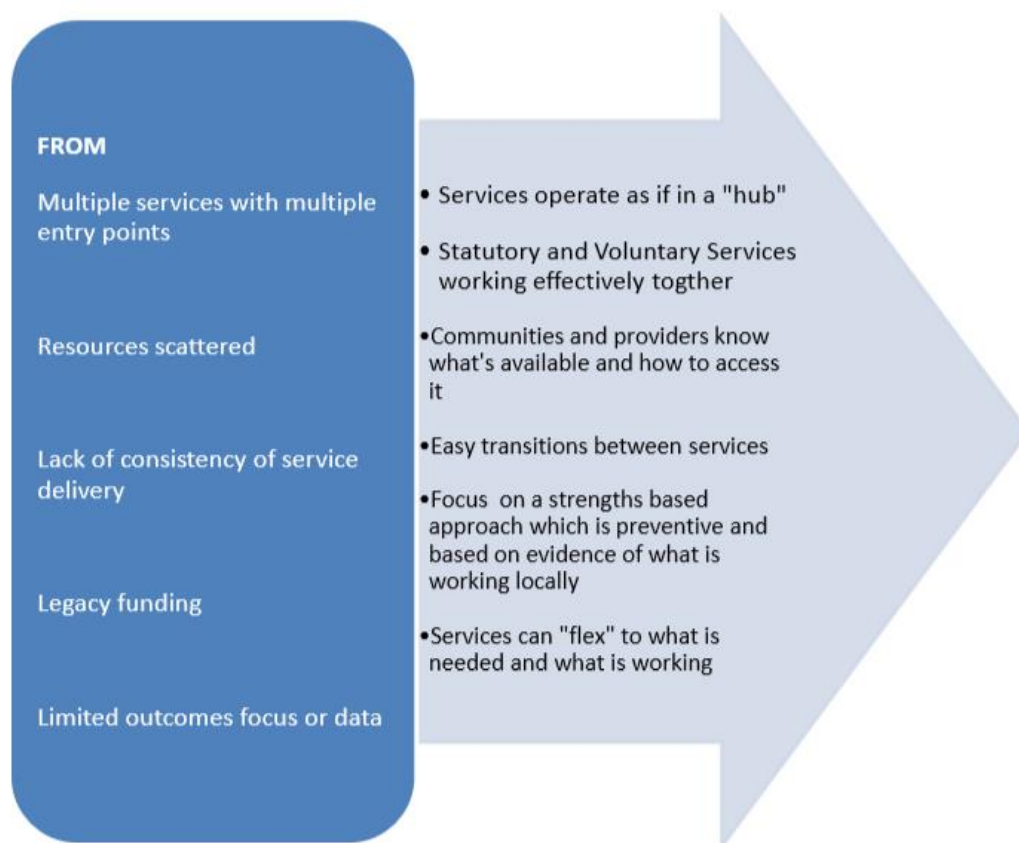 FROM
Multiple services with multiple
entry points
Resources scattered
Lack of consistency of service
delivery
Legacy funding
Limited outcomes focus or data
• Services operate as if in a "hub"
• Statutory and Voluntary Services
working effectively togther
•Communities and providers know
what's available and how to access
it
•Easy transitions between services
•Focus on a strengths based
approach which is preventive and
based on evidence of what is
working locally
•Services can "flex" to what is
needed and what is working